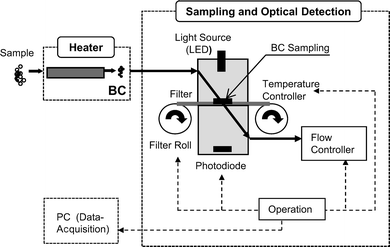 Sampling and Optical Detection
Heater
Light Source
(LED)
BC Sampling
Sample
BC
Filter
Temperature
Controller
Filter Roll
Photodiode
Flow
Controller
Operation
PC (Data-
Acquisition)